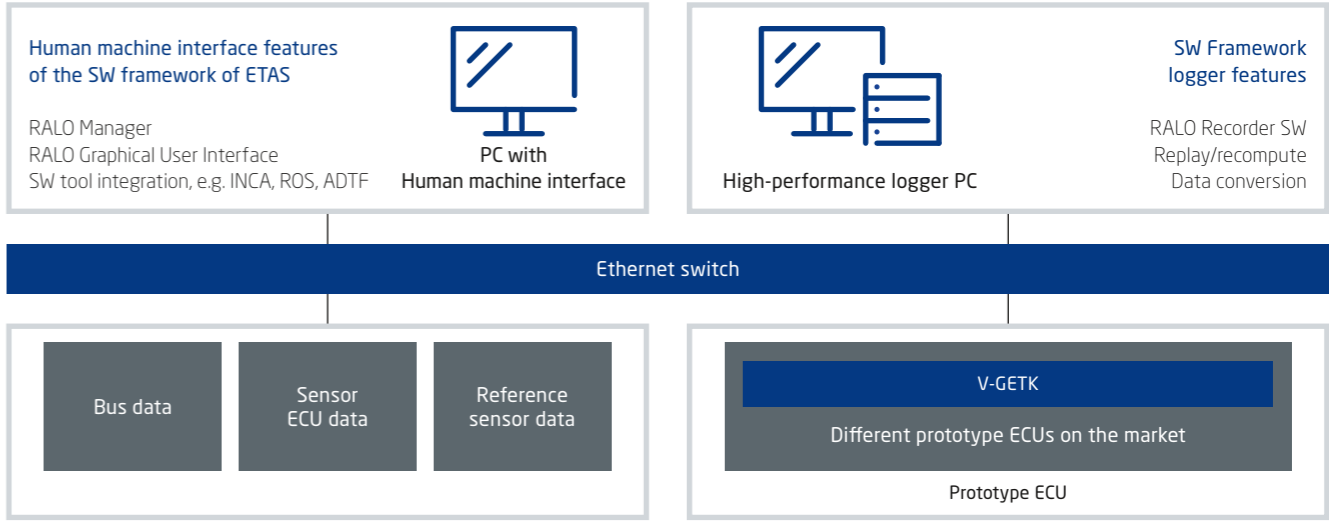 Human machine interface features
of the SW framework of ETAS
RALO Manager
RALO Graphical User Interface
SW tool integration, e.g. INCA, ROS, ADTF
PC with
Human machine interface
High-performance logger PC
SW Framework
logger features
RALO Recorder SW
Replay/recompute
Data conversion
Ethernet switch
Bus data
Sensor
ECU data
Reference
sensor data
V-GETK
Different prototype ECUs on the market
Prototype ECU